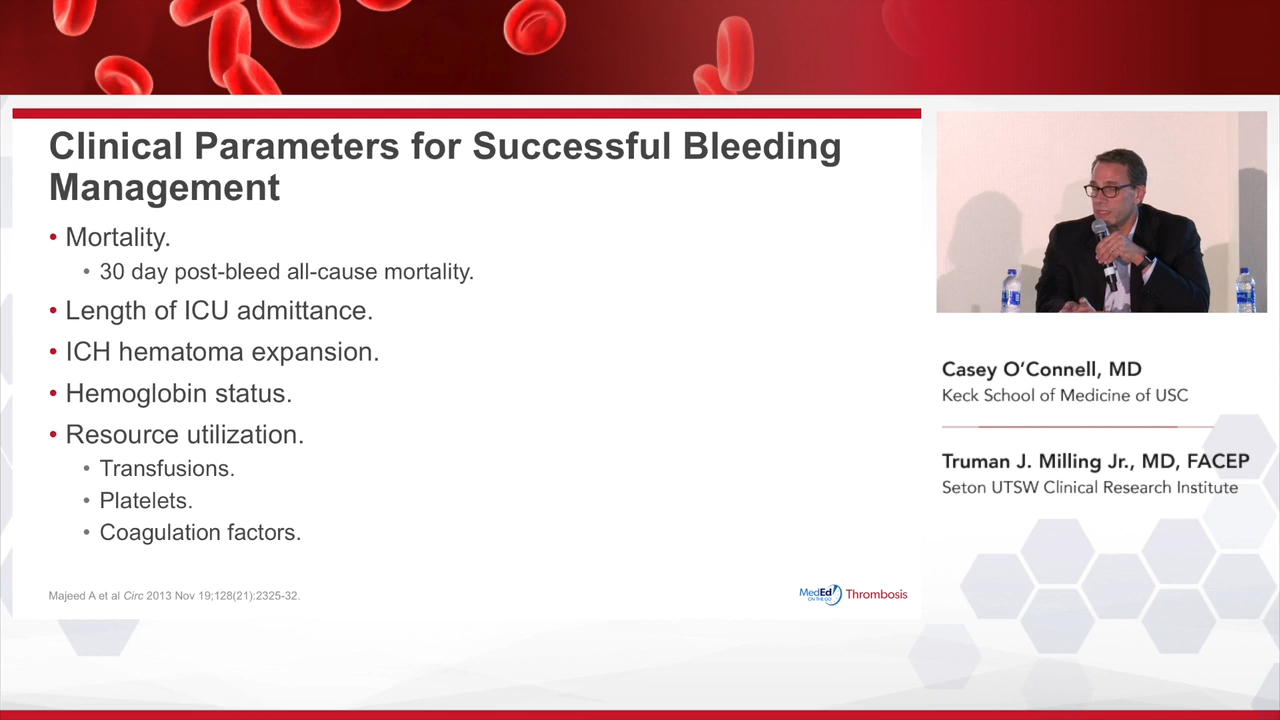 Clinical Parameters for Successful Bleeding
Management
• Mortality.
• 30 day post-bleed all-cause mortality.
• Length of ICU admittance.
• ICH hematoma expansion.
• Hemoglobin status.
• Resource utilization.
• Transfusions.
• Platelets.
• Coagulation factors.
Majeed A et al Circ 2013 Nov 19;128(21):2325-32.
MedEd ON THE GO Thrombosis
Casey O’Connell, MD
Keck School of Medicine of USC
Truman J. Milling Jr., MD, FACEP
Seton UTSW Clinical Research Institute